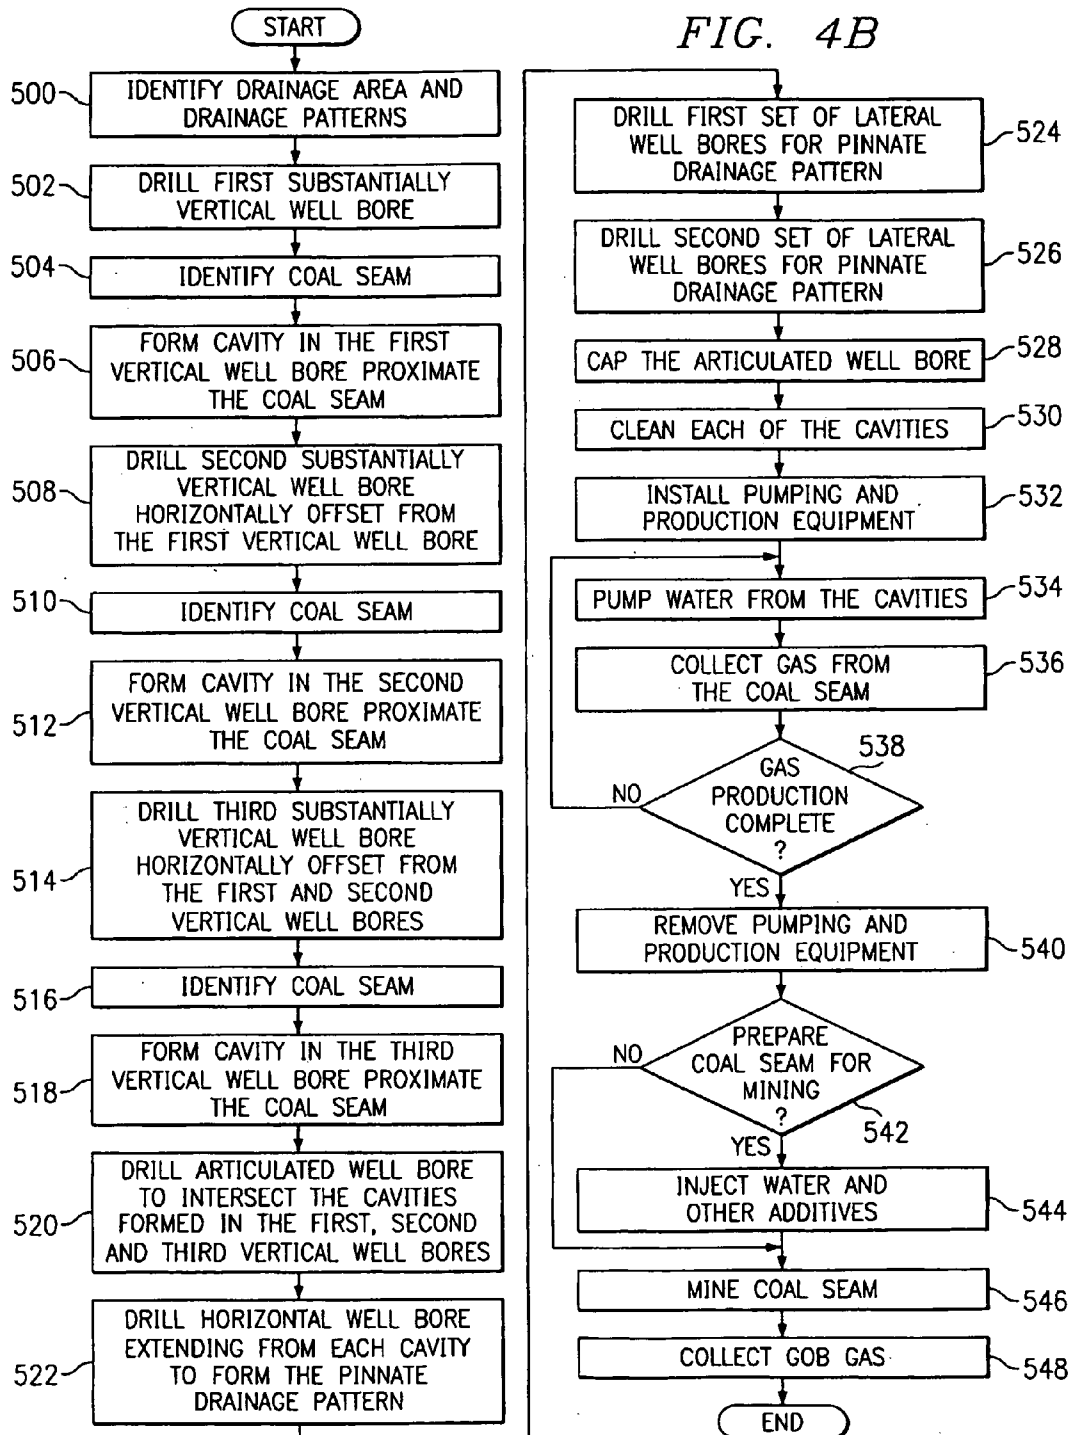 FIG. 4B
START
500
IDENTIFY DRAINAGE AREA AND
DRAINAGE PATTERNS
502
DRILL FIRST SUBSTANTIALLY
VERTICAL WELL BORE
504
IDENTIFY COAL SEAM
506
FORM CAVITY IN THE FIRST
VERTICAL WELL BORE PROXIMATE
THE COAL SEAM
508
DRILL SECOND SUBSTANTIALLY
VERTICAL WELL BORE
HORIZONTALLY OFFSET FROM
THE FIRST VERTICAL WELL BORE
510
IDENTIFY COAL SEAM
512
FORM CAVITY IN THE SECOND
VERTICAL WELL BORE PROXIMATE
THE COAL SEAM
514
DRILL THIRD SUBSTANTIALLY
VERTICAL WELL BORE
HORIZONTALLY OFFSET FROM
THE FIRST AND SECOND
VERTICAL WELL BORES
516
IDENTIFY COAL SEAM
518
FORM CAVITY IN THE THIRD
VERTICAL WELL BORE PROXIMATE
THE COAL SEAM
520
DRILL ARTICULATED WELL BORE
TO INTERSECT THE CAVITIES
FORMED IN THE FIRST, SECOND
AND THIRD VERTICAL WELL BORES
522
DRILL HORIZONTAL WELL BORE
EXTENDING FROM EACH CAVITY
TO FORM THE PINNATE
DRAINAGE PATTERN
DRILL FIRST SET OF LATERAL
WELL BORES FOR PINNATE
DRAINAGE PATTERN
524
DRILL SECOND SET OF LATERAL
WELL BORES FOR PINNATE
DRAINAGE PATTERN
526
CAP THE ARTICULATED WELL BORE
528
CLEAN EACH OF THE CAVITIES
530
INSTALL PUMPING AND
PRODUCTION EQUIPMENT
532
PUMP WATER FROM THE CAVITIES
534
COLLECT GAS FROM
THE COAL SEAM
536
538
GAS
PRODUCTION
COMPLETE
?
NO
YES
REMOVE PUMPING AND
PRODUCTION EQUIPMENT
540
PREPARE
COAL SEAM FOR
MINING
?
NO
542
YES
INJECT WATER AND
OTHER ADDITIVES
544
MINE COAL SEAM
546
COLLECT GOB GAS
548
END